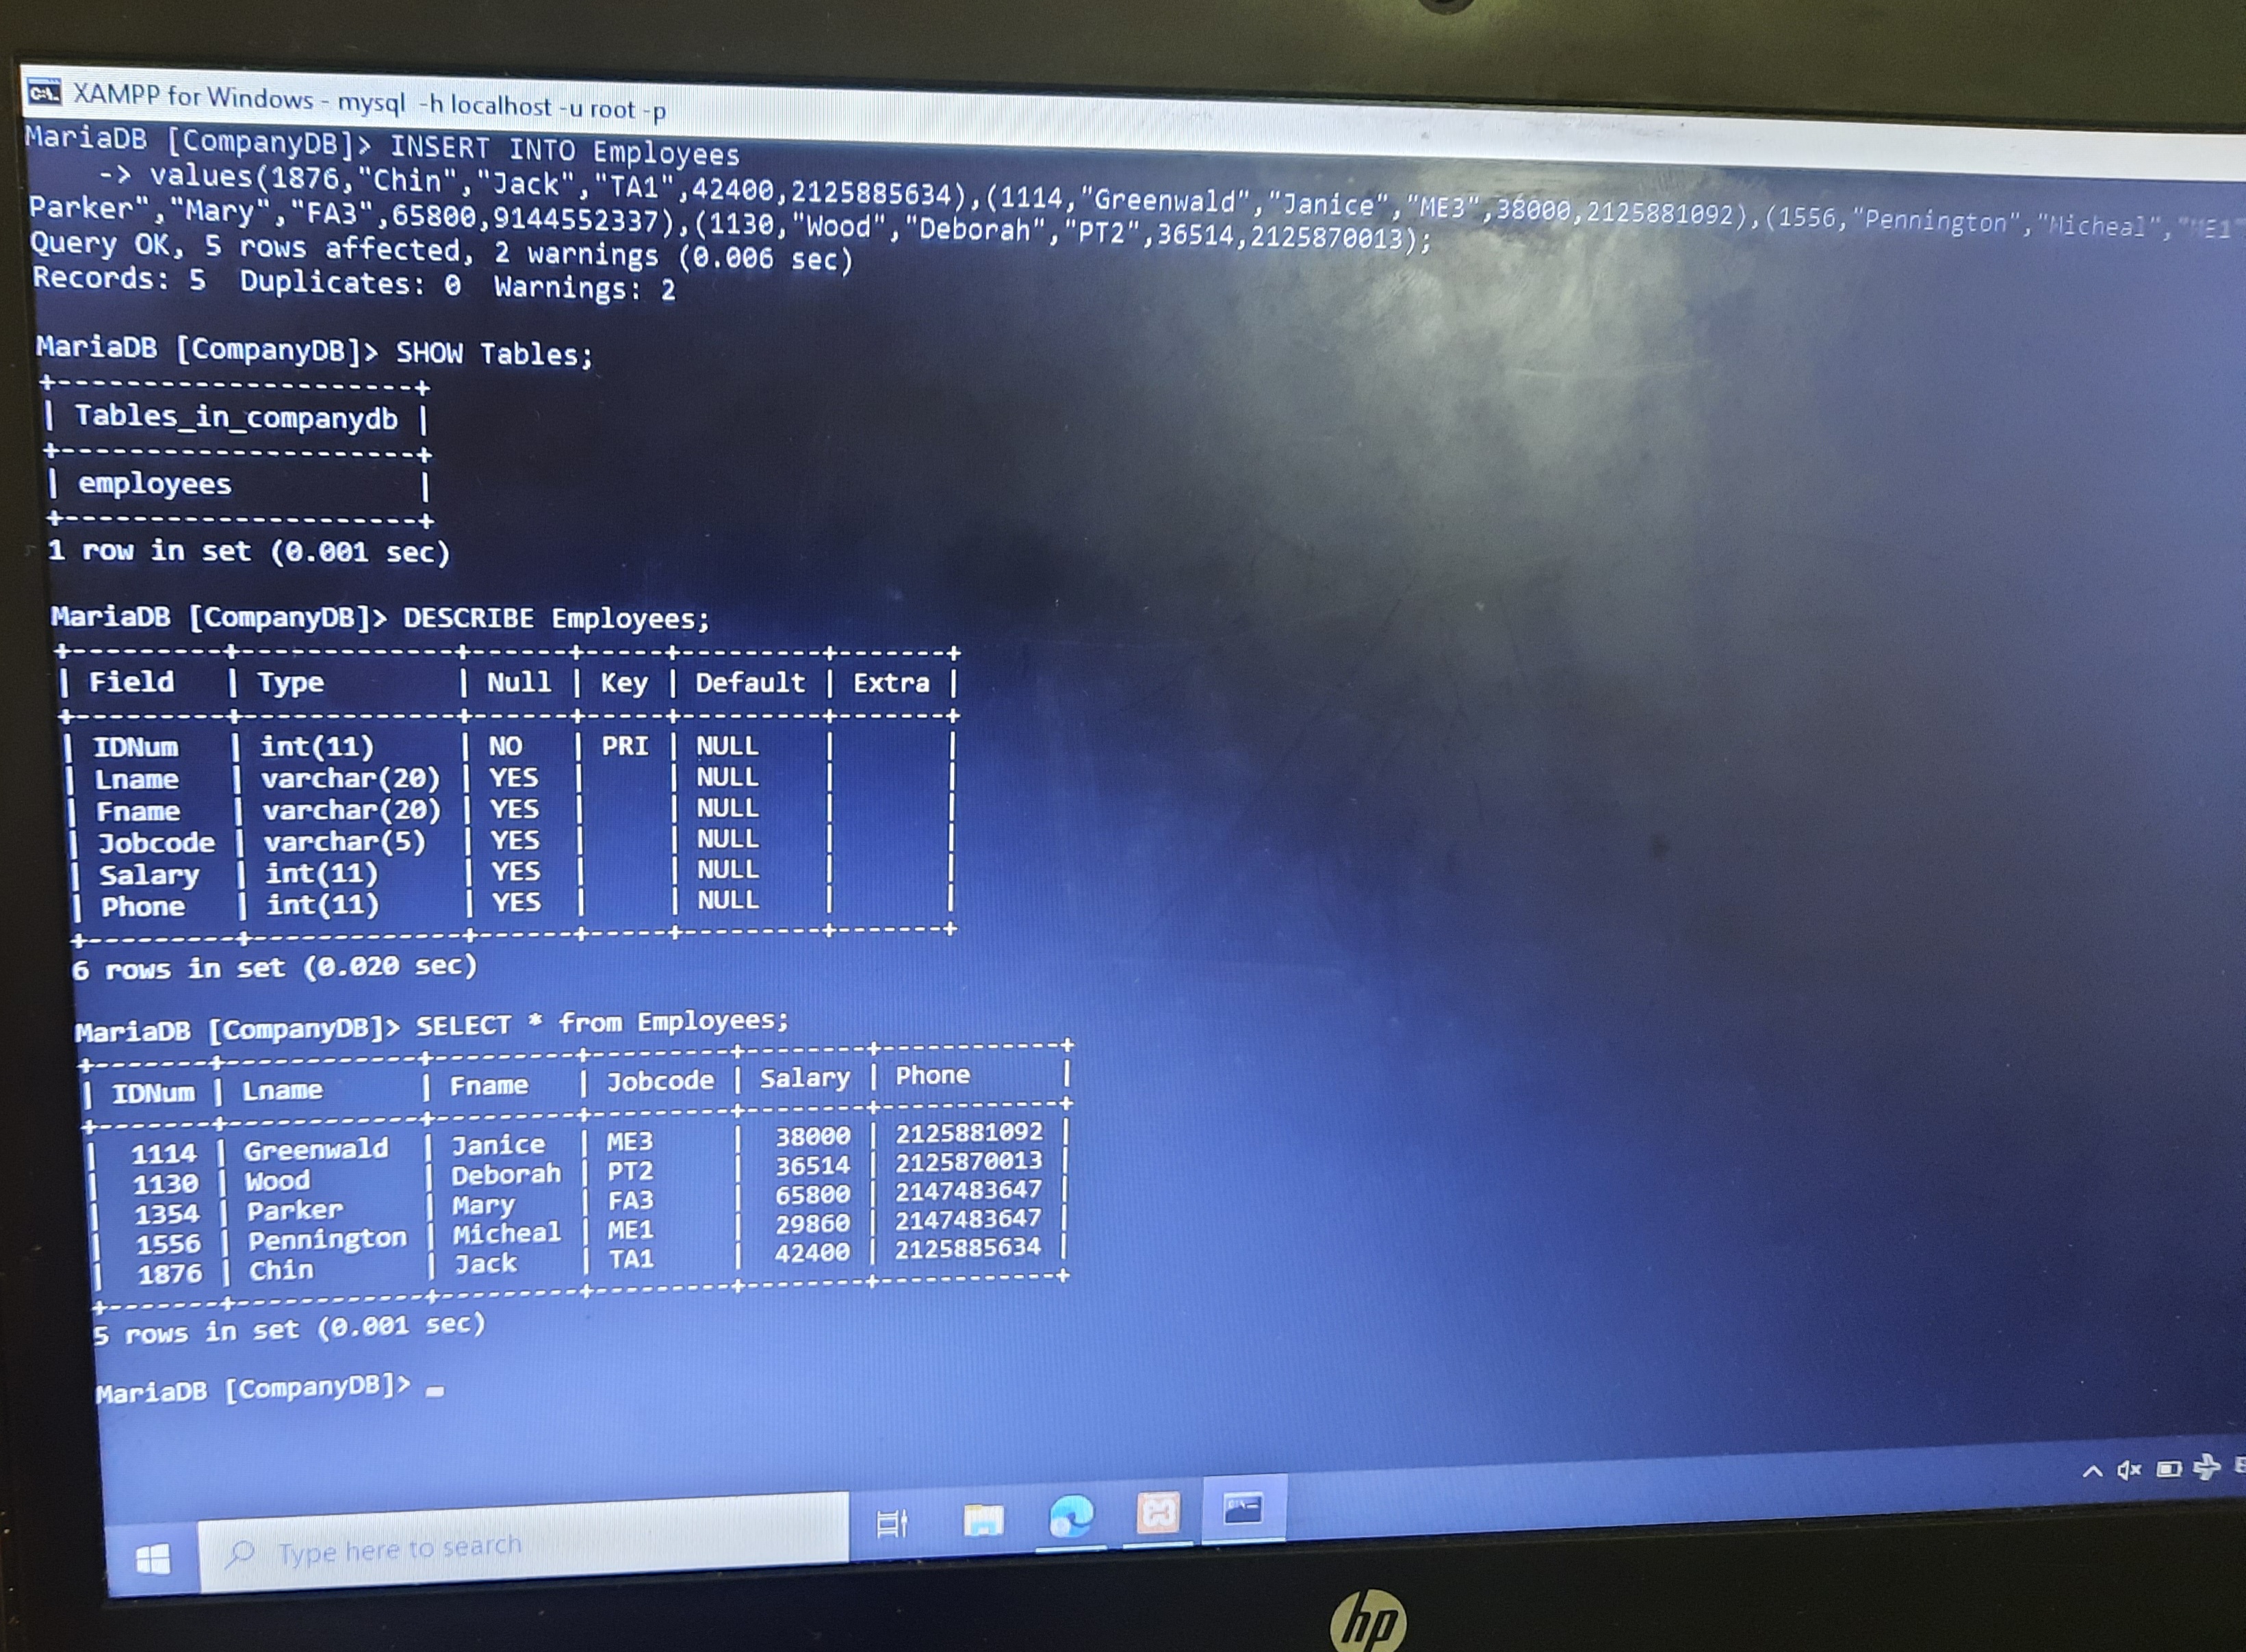 XAMPP for Windows - mysql -h localhost -u root -p
MariaDB [CompanyDB]> INSERT INTO Employees
    -> values(1876,"Chin","Jack","TA1",42400,2125885634),(1114,"Greenwald","Janice","ME3",38000,2125881092),(1556,"Pennington","Micheal","ME1"
Parker","Mary","FA3",65800,9144552337),(1130,"Wood","Deborah","PT2",36514,2125870013);
Query OK, 5 rows affected, 2 warnings (0.006 sec)
Records: 5  Duplicates: 0  Warnings: 2
MariaDB [CompanyDB]> SHOW Tables;
+---------------------+
| Tables_in_companydb |
+---------------------+
| employees           |
+---------------------+
1 row in set (0.001 sec)
MariaDB [CompanyDB]> DESCRIBE Employees;
+---------+-------------+------+-----+---------+-------+
| Field   | Type        | Null | Key | Default | Extra |
+---------+-------------+------+-----+---------+-------+
| IDNum   | int(11)     | NO   | PRI | NULL    |       |
| Lname   | varchar(20) | YES  |     | NULL    |       |
| Fname   | varchar(20) | YES  |     | NULL    |       |
| Jobcode | varchar(5)  | YES  |     | NULL    |       |
| Salary  | int(11)     | YES  |     | NULL    |       |
| Phone   | int(11)     | YES  |     | NULL    |       |
+---------+-------------+------+-----+---------+-------+
6 rows in set (0.020 sec)
MariaDB [CompanyDB]> SELECT * from Employees;
+-------+------------+---------+---------+--------+------------+
| IDNum | Lname      | Fname   | Jobcode | Salary | Phone      |
+-------+------------+---------+---------+--------+------------+
|  1114 | Greenwald  | Janice  | ME3     |  38000 | 2125881092 |
|  1130 | Wood       | Deborah | PT2     |  36514 | 2125870013 |
|  1354 | Parker     | Mary    | FA3     |  65800 | 2147483647 |
|  1556 | Pennington | Micheal | ME1     |  29860 | 2147483647 |
|  1876 | Chin       | Jack    | TA1     |  42400 | 2125885634 |
+-------+------------+---------+---------+--------+------------+
5 rows in set (0.001 sec)
MariaDB [CompanyDB]>
Type here to search
hp